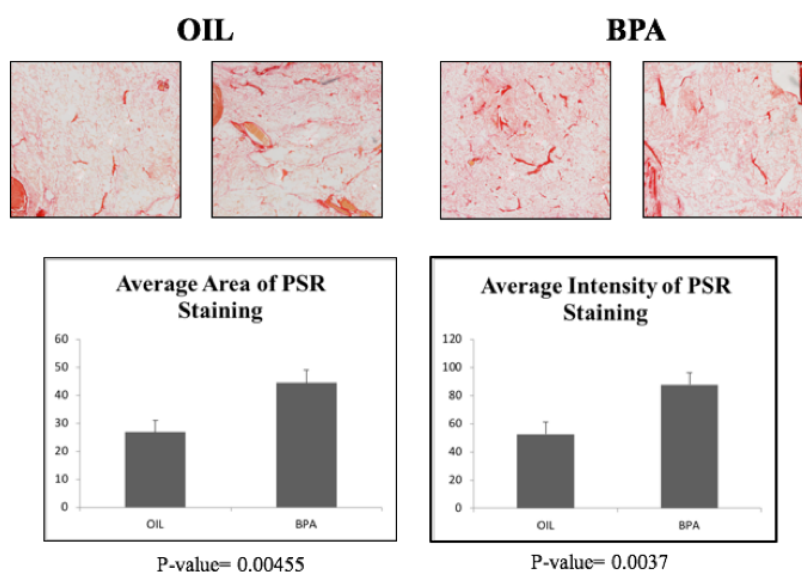 OIL
BPA
Average Area of PSR
Staining
60
50
40
30
20
10
0
OIL
BPA
P-value= 0.00455
Average Intensity of PSR
Staining
120
100
80
60
40
20
0
OIL
BPA
P-value= 0.0037